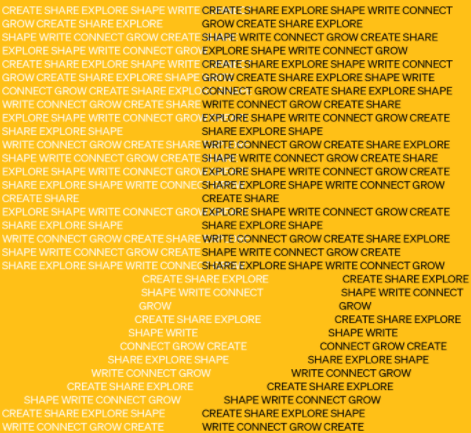 CREATE SHARE EXPLORE SHAPE WRITE CREATE SHARE EXPLORE SHAPE WRITE CONNECT
GROW CREATE SHARE EXPLORE GROW CREATE SHARE EXPLORE
SHAPE WRITE CONNECT GROW CREATE SHAPE WRITE CONNECT GROW CREATE SHARE
EXPLORE SHAPE WRITE CONNECT GROW EXPLORE SHAPE WRITE CONNECT GROW
CREATE SHARE EXPLORE SHAPE WRITE CREATE SHARE EXPLORE SHAPE WRITE CONNECT
GROW CREATE SHARE EXPLORE SHAPE GROW CREATE SHARE EXPLORE SHAPE WRITE
CONNECT GROW CREATE SHARE EXPLORE CONNECT GROW CREATE SHARE EXPLORE SHAPE
WRITE CONNECT GROW CREATE SHARE WRITE CONNECT GROW CREATE SHARE
EXPLORE SHAPE WRITE CONNECT GROW EXPLORE SHAPE WRITE CONNECT GROW CREATE
SHARE EXPLORE SHAPE SHARE EXPLORE SHAPE
WRITE CONNECT GROW CREATE SHARE WRITE CONNECT GROW CREATE SHARE EXPLORE
SHAPE WRITE CONNECT GROW CREATE SHAPE WRITE CONNECT GROW CREATE SHARE
EXPLORE SHAPE WRITE CONNECT GROW EXPLORE SHAPE WRITE CONNECT GROW CREATE
SHARE EXPLORE SHAPE WRITE CONNECT SHARE EXPLORE SHAPE WRITE CONNECT GROW
CREATE SHARE CREATE SHARE
EXPLORE SHAPE WRITE CONNECT GROW EXPLORE SHAPE WRITE CONNECT GROW CREATE
SHARE EXPLORE SHAPE SHARE EXPLORE SHAPE
WRITE CONNECT GROW CREATE SHARE WRITE CONNECT GROW CREATE SHARE EXPLORE
SHAPE WRITE CONNECT GROW CREATE SHAPE WRITE CONNECT GROW CREATE
SHARE EXPLORE SHAPE WRITE CONNECT SHARE EXPLORE SHAPE WRITE CONNECT GROW
CREATE SHARE EXPLORE CREATE SHARE EXPLORE
SHAPE WRITE CONNECT SHAPE WRITE CONNECT
GROW GROW
CREATE SHARE EXPLORE CREATE SHARE EXPLORE
SHAPE WRITE SHAPE WRITE
CONNECT GROW CREATE CONNECT GROW CREATE
SHARE EXPLORE SHAPE SHARE EXPLORE SHAPE
WRITE CONNECT GROW WRITE CONNECT GROW
CREATE SHARE EXPLORE CREATE SHARE EXPLORE
SHAPE WRITE CONNECT GROW SHAPE WRITE CONNECT GROW
CREATE SHARE EXPLORE SHAPE CREATE SHARE EXPLORE SHAPE
WRITE CONNECT GROW CREATE WRITE CONNECT GROW CREATE